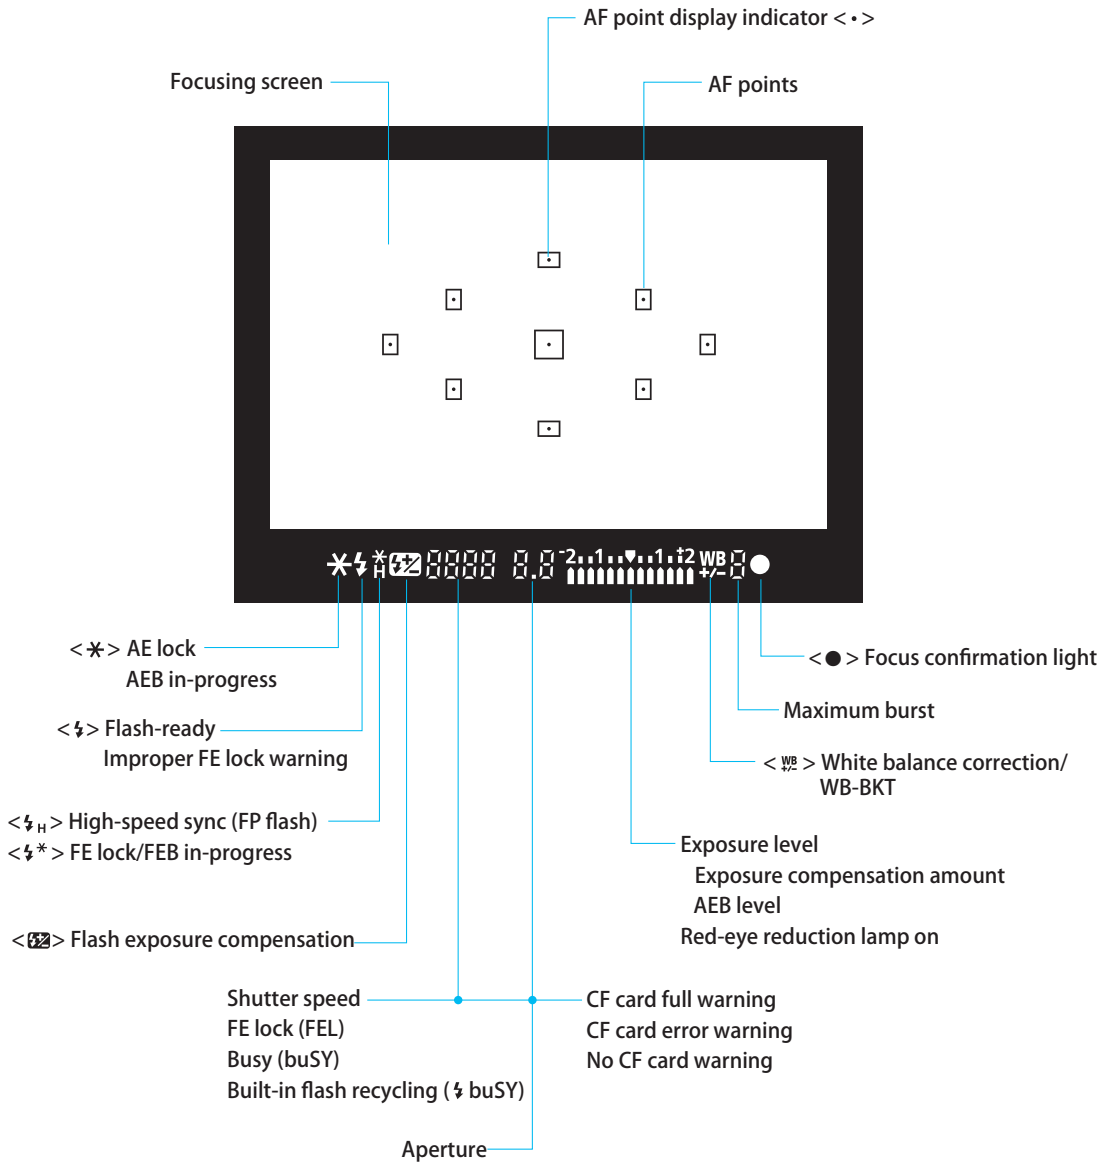 AF point display indicator < · >
Focusing screen
AF points
8888 8.8 -2..1..▼..1.‡2 WB +/- 8
H
< ✱ > AE lock
AEB in-progress
< ● > Focus confirmation light
Maximum burst
< ⚡ > Flash-ready
Improper FE lock warning
< WB +/- > White balance correction/
WB-BKT
< ⚡H > High-speed sync (FP flash)
< ⚡* > FE lock/FEB in-progress
Exposure level
Exposure compensation amount
AEB level
Red-eye reduction lamp on
< > Flash exposure compensation
Shutter speed
FE lock (FEL)
Busy (buSY)
Built-in flash recycling ( ⚡ buSY)
CF card full warning
CF card error warning
No CF card warning
Aperture